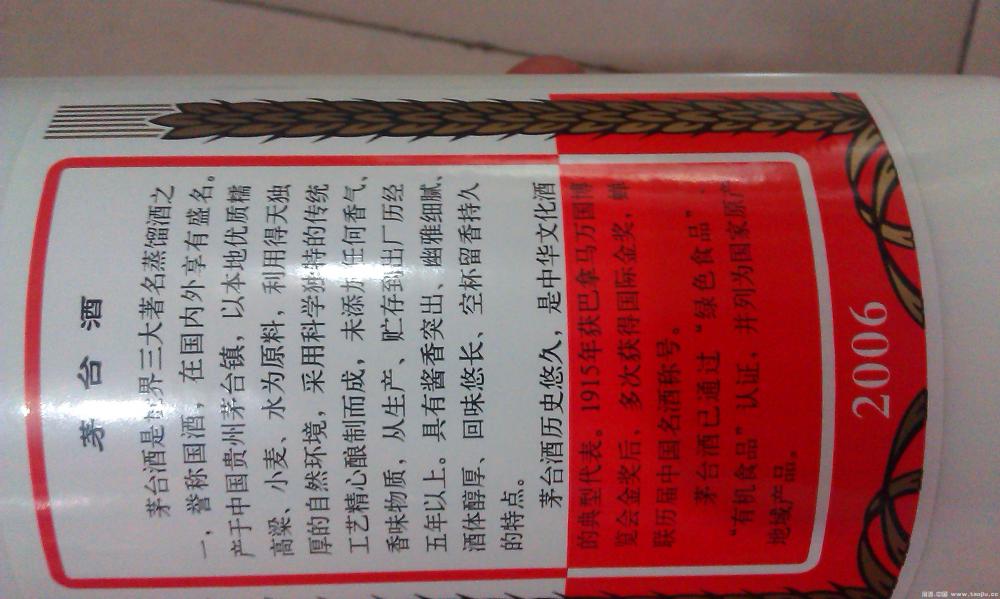 茅台酒
茅台酒是世界三大著名蒸馏酒之
一，誉称国酒，在国内外享有盛名。
产于中国贵州茅台镇，以本地优质糯
高粱、小麦、水为原料，利用得天独
厚的自然环境，采用科学独特的传统
工艺精心酿制而成，未添加任何香气、
香味物质，从生产、贮存到出厂历经
五年以上。具有酱香突出、幽雅细腻、
酒体醇厚、回味悠长、空杯留香持久
的特点。
茅台酒历史悠久，是中华文化酒
的典型代表。1915年获巴拿马万国博
览会金奖后，多次获得国际金奖，蝉
联历届中国名酒称号。
茅台酒已通过“绿色食品”、
“有机食品”认证，并列为国家原产
地域产品。
2006
www.taojiu.cc